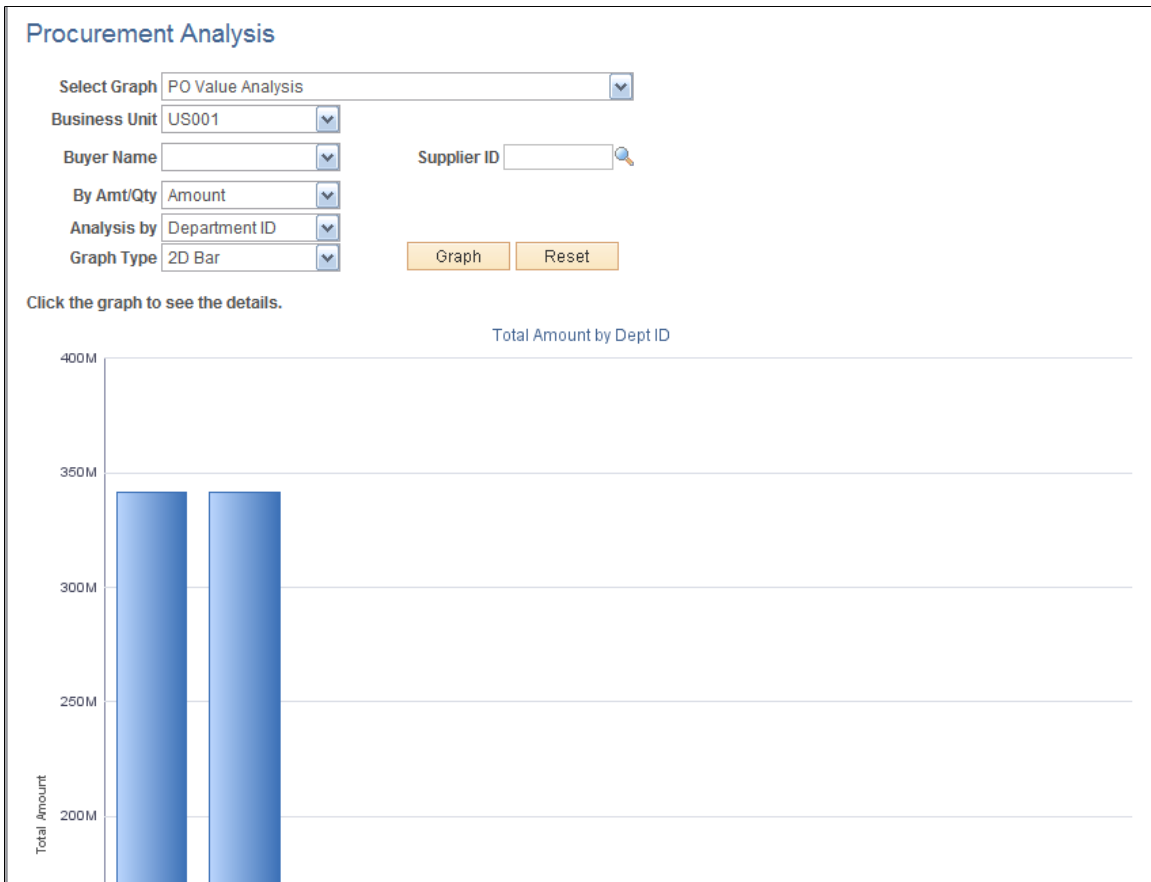 Procurement Analysis
Select Graph PO Value Analysis
Business Unit US001
Buyer Name Supplier ID
By Amt/Qty Amount
Analysis by Department ID
Graph Type 2D Bar Graph Reset
Click the graph to see the details.
Total Amount by Dept ID
400M
350M
300M
250M
200M
Total Amount